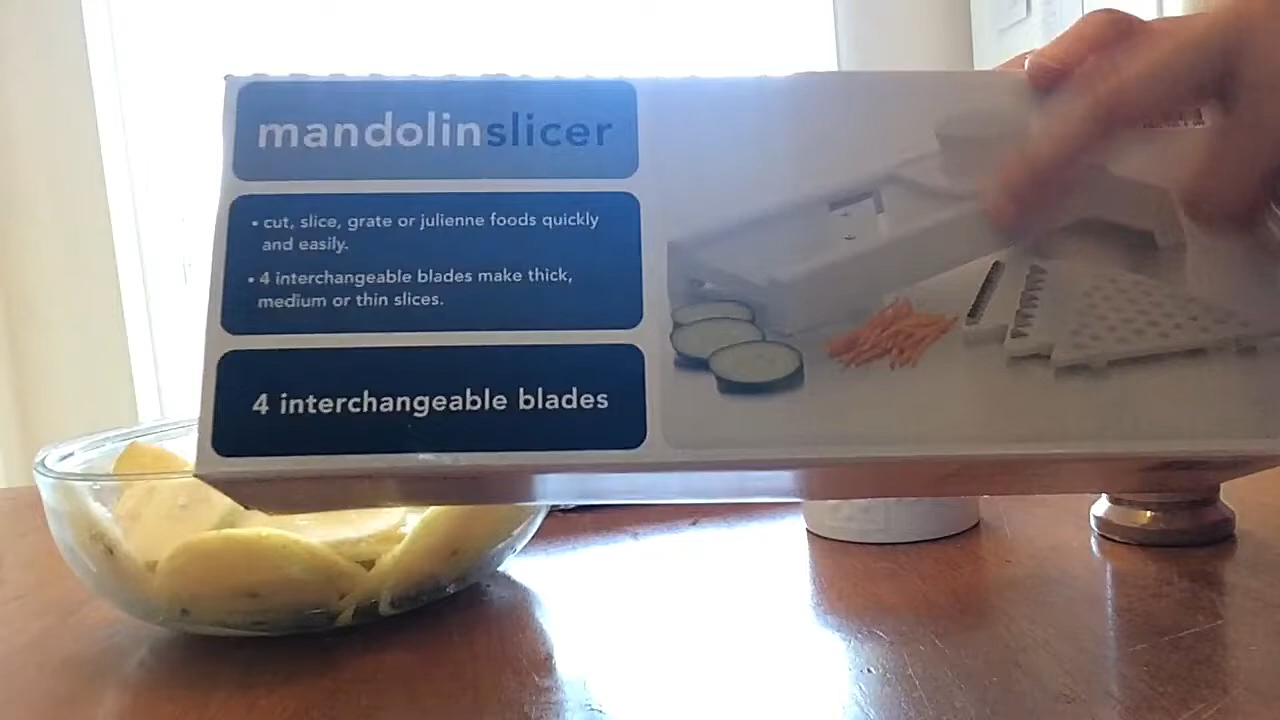 mandolinslicer
• cut, slice, grate or julienne foods quickly
and easily.
• 4 interchangeable blades make thick,
medium or thin slices.
4 interchangeable blades